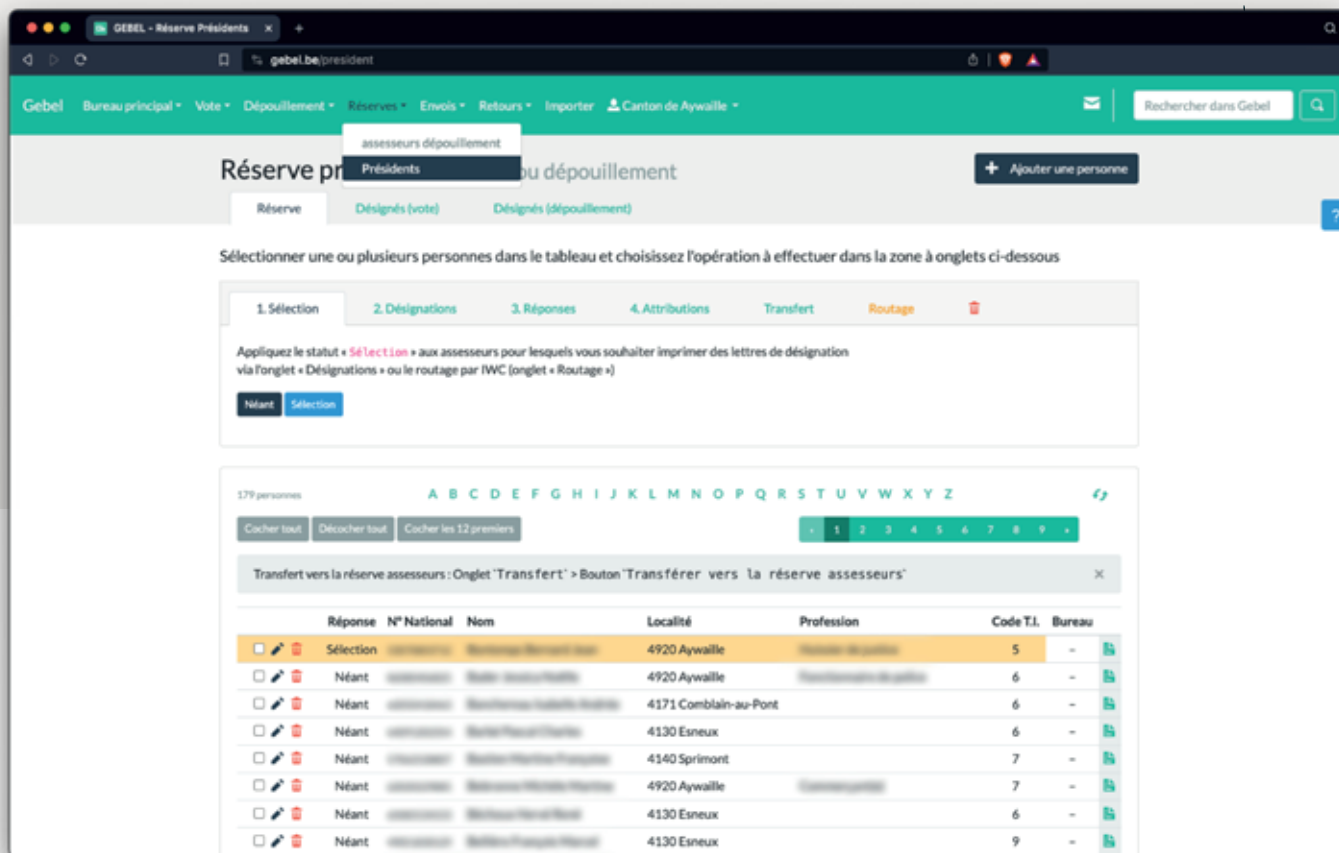 GEBEL - Réserve Présidents × +
gebel.be/president
Gebel Bureau principal Vote Dépouillement Réserves Envois Retours Importer Canton de Aywaille Rechercher dans Gebel
assesseurs dépouillement
Présidents
Réserve pr ou dépouillement + Ajouter une personne
Réserve Désignés (vote) Désignés (dépouillement)
?
Sélectionner une ou plusieurs personnes dans le tableau et choisissez l'opération à effectuer dans la zone à onglets ci-dessous
1. Sélection 2. Désignations 3. Réponses 4. Attributions Transfert Routage
Appliquez le statut « Sélection » aux assesseurs pour lesquels vous souhaiter imprimer des lettres de désignation
via l'onglet « Désignations » ou le routage par IWC (onglet « Routage »)
Néant Sélection
179 personnes A B C D E F G H I J K L M N O P Q R S T U V W X Y Z
Cocher tout Décocher tout Cocher les 12 premiers 1 2 3 4 5 6 7 8 9
Transfert vers la réserve assesseurs : Onglet `Transfert` > Bouton `Transférer vers la réserve assesseurs` ×
Réponse N° National Nom Localité Profession Code T.I. Bureau
Sélection 4920 Aywaille 5 -
Néant 4920 Aywaille 6 -
Néant 4171 Comblain-au-Pont 6 -
Néant 4130 Esneux 6 -
Néant 4140 Sprimont 7 -
Néant 4920 Aywaille 7 -
Néant 4130 Esneux 6 -
Néant 4130 Esneux 9 -